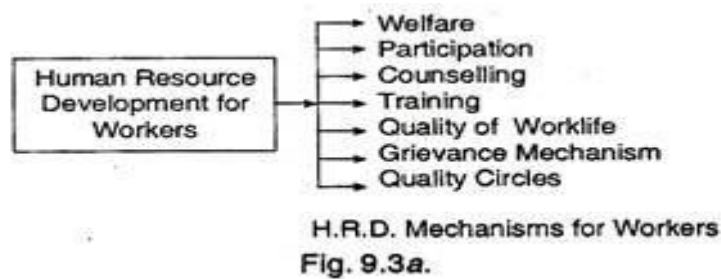 Human Resource
Development for
Workers
Welfare
Participation
Counselling
Training
Quality of Worklife
Grievance Mechanism
Quality Circles
H.R.D. Mechanisms for Workers
Fig. 9.3a.